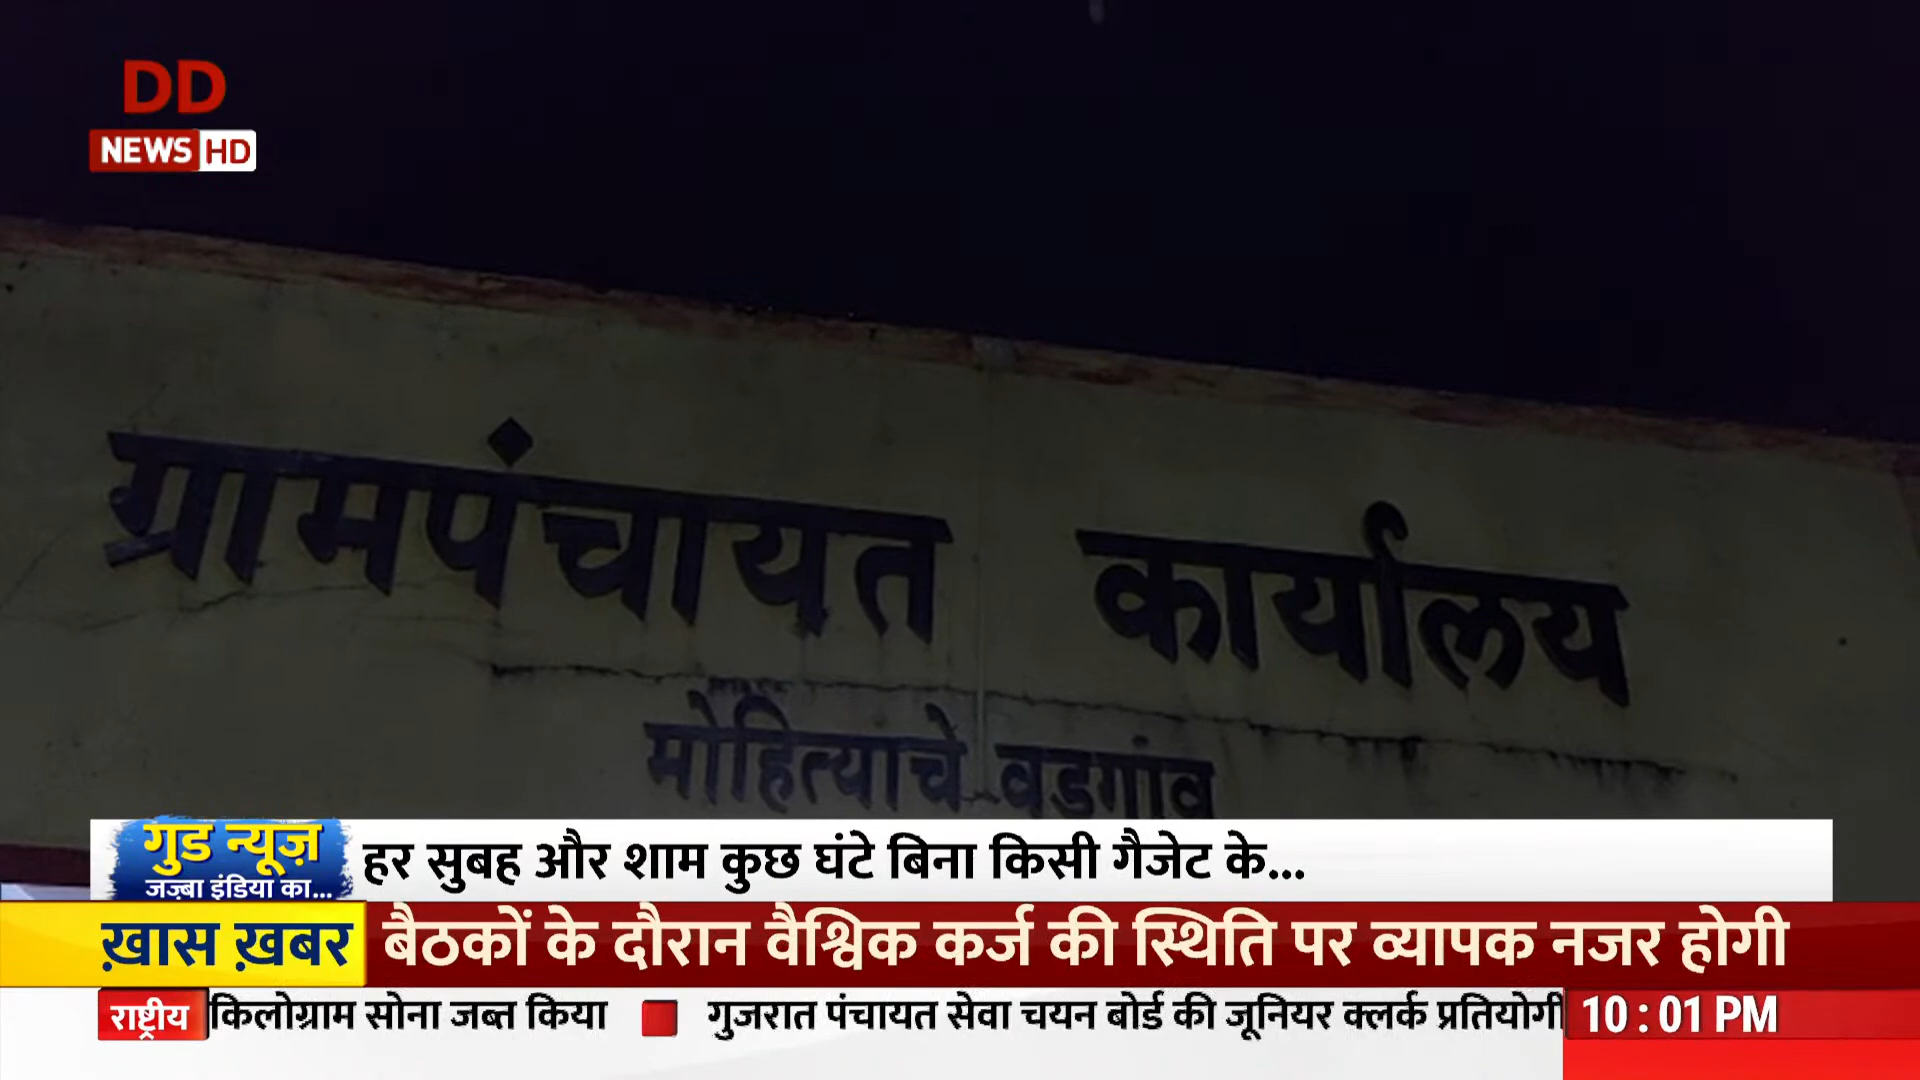 DD
NEWS HD
ग्रामपंचायत कार्यालय
मोहित्याचे वडगांव
गुड न्यूज़
जज़्बा इंडिया का...
हर सुबह और शाम कुछ घंटे बिना किसी गैजेट के...
ख़ास ख़बर
बैठकों के दौरान वैश्विक कर्ज की स्थिति पर व्यापक नजर होगी
राष्ट्रीय
किलोग्राम सोना जब्त किया
गुजरात पंचायत सेवा चयन बोर्ड की जूनियर क्लर्क प्रतियोगी
10 : 01 PM